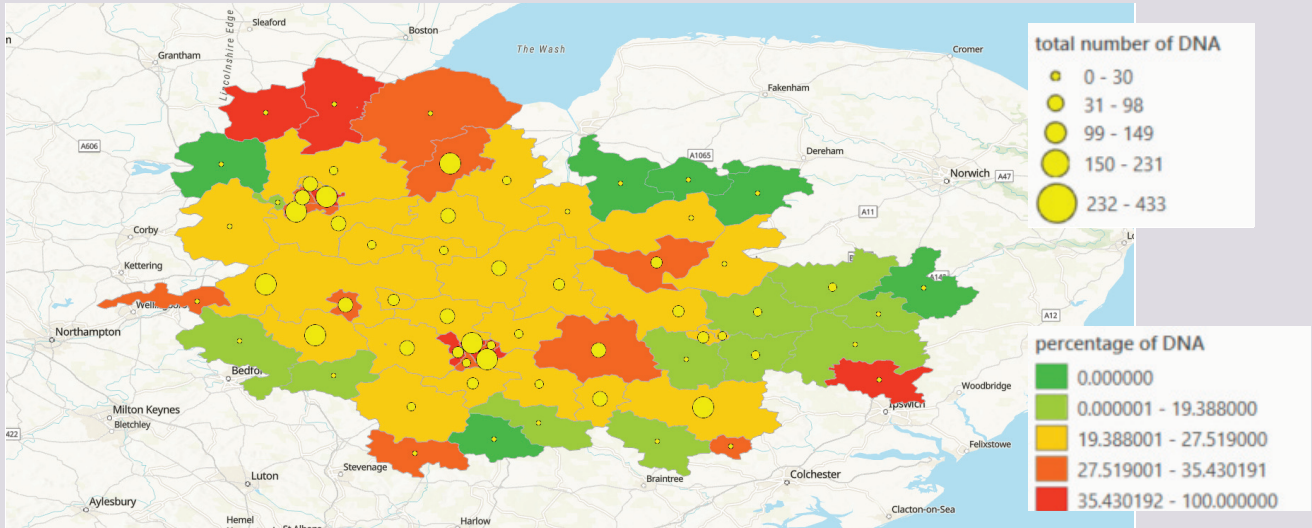 Sleaford
Boston
Lincolnshire Edge
The Wash
Grantham
Cromer
Fakenham
A606
A1065
Dereham
Norwich
A47
A11
Corby
Kettering
Northampton
A12
Bedfor
Woodbridge
Ipswich
Milton Keynes
Bletchley
422
Felixstowe
Stevenage
Luton
Braintree
Colchester
Aylesbury
Clacton-on-Sea
Hemel
Harlow
total number of DNA
0 - 30
31 - 98
99 - 149
150 - 231
232 - 433
percentage of DNA
0.000000
0.000001 - 19.388000
19.388001 - 27.519000
27.519001 - 35.430191
35.430192 - 100.000000